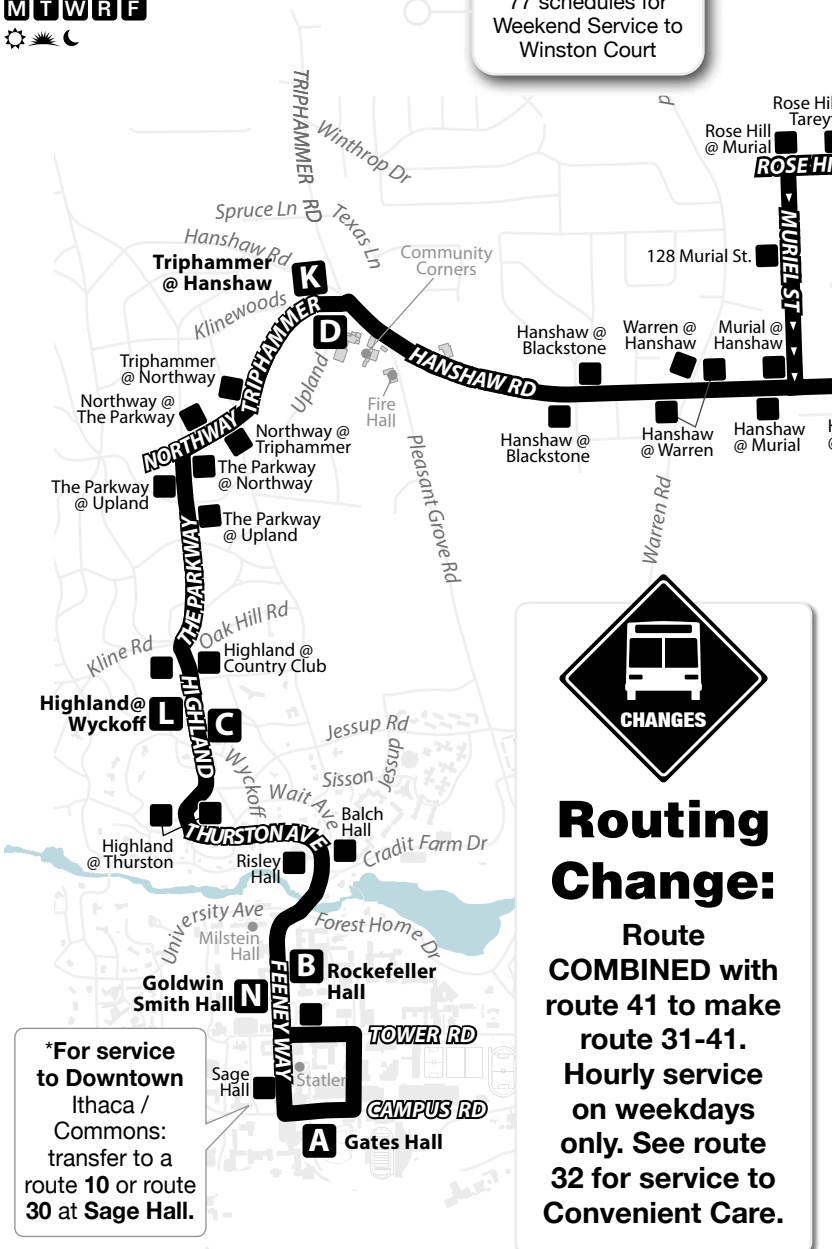 M T W R F
77 schedules for
Weekend Service to
Winston Court
TRIPHAMMER RD
Winthrop Dr
Rose Hill
@ Murial
ROSE HI
MURIEL ST
Spruce Ln
Texas Ln
Hanshaw Rd
Triphammer
@ Hanshaw
K
Community
Corners
128 Murial St.
Klinewoods
TRIPHAMMER
D
Upland
Fire
Hall
HANSHAW RD
Hanshaw @
Blackstone
Warren @
Hanshaw
Murial @
Hanshaw
Triphammer
@ Northway
Northway @
The Parkway
NORTHWAY
Northway @
Triphammer
Hanshaw @
Blackstone
Hanshaw
@ Warren
Hanshaw
@ Murial
The Parkway
@ Northway
The Parkway
@ Upland
The Parkway
@ Upland
Pleasant Grove Rd
Warren Rd
THE PARKWAY
Oak Hill Rd
Kline Rd
Highland @
Country Club
Highland@
Wyckoff
L
HIGHLAND
C
Jessup Rd
Jessup
Sisson
Wyckoff
Wait Ave
Balch
Hall
Highland
@ Thurston
THURSTON AVE
Risley
Hall
Cradit Farm Dr
University Ave
Milstein
Hall
Forest Home Dr
Goldwin
Smith Hall
N
FEENEY WAY
B
Rockefeller
Hall
TOWER RD
Sage
Hall
Statler
CAMPUS RD
A
Gates Hall
*For service
to Downtown
Ithaca /
Commons:
transfer to a
route 10 or route
30 at Sage Hall.
CHANGES
Routing
Change:
Route
COMBINED with
route 41 to make
route 31-41.
Hourly service
on weekdays
only. See route
32 for service to
Convenient Care.